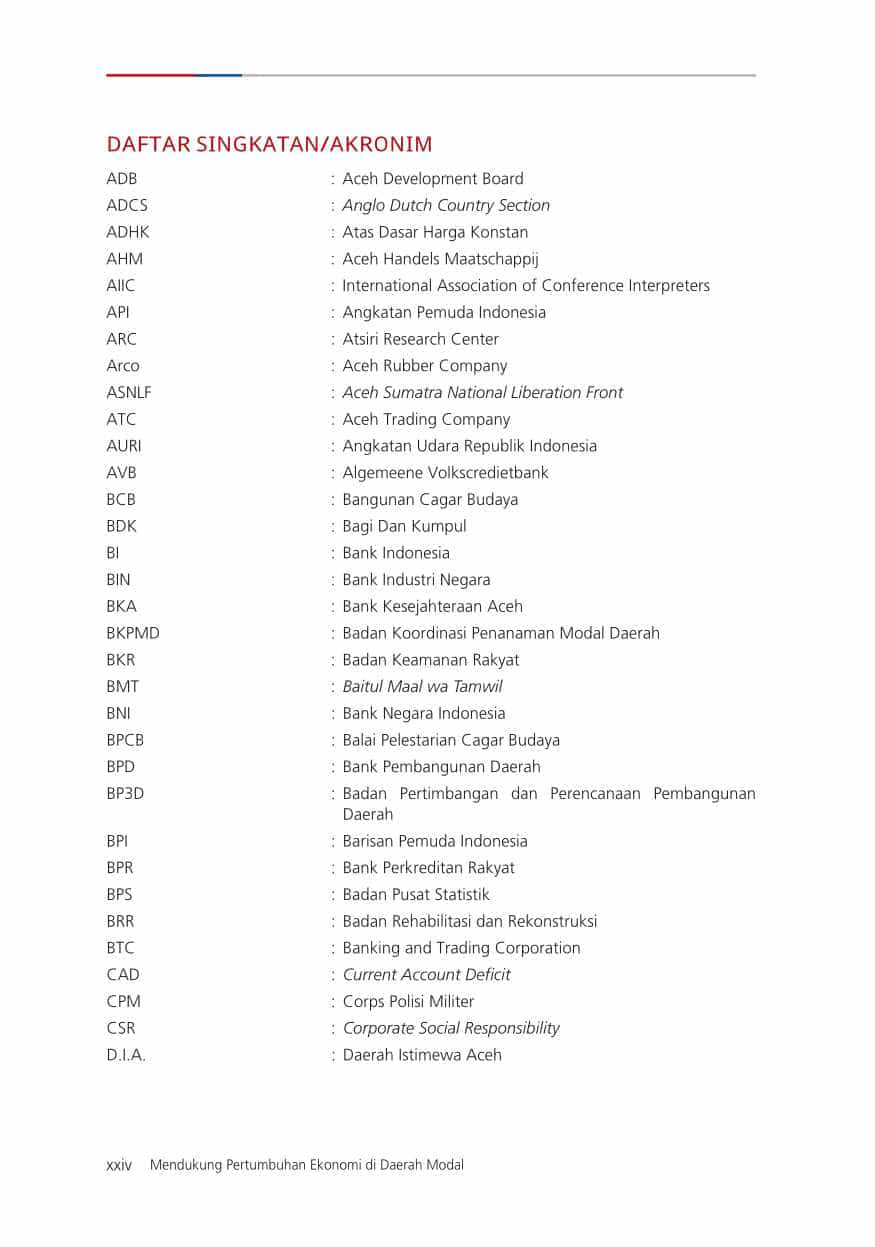 DAFTAR SINGKATAN/AKRONIM
ADB : Aceh Development Board
ADCS : Anglo Dutch Country Section
ADHK : Atas Dasar Harga Konstan
AHM : Aceh Handels Maatschappij
AIIC : International Association of Conference Interpreters
API : Angkatan Pemuda Indonesia
ARC : Atsiri Research Center
Arco : Aceh Rubber Company
ASNLF : Aceh Sumatra National Liberation Front
ATC : Aceh Trading Company
AURI : Angkatan Udara Republik Indonesia
AVB : Algemeene Volkscredietbank
BCB : Bangunan Cagar Budaya
BDK : Bagi Dan Kumpul
BI : Bank Indonesia
BIN : Bank Industri Negara
BKA : Bank Kesejahteraan Aceh
BKPMD : Badan Koordinasi Penanaman Modal Daerah
BKR : Badan Keamanan Rakyat
BMT : Baitul Maal wa Tamwil
BNI : Bank Negara Indonesia
BPCB : Balai Pelestarian Cagar Budaya
BPD : Bank Pembangunan Daerah
BP3D : Badan Pertimbangan dan Perencanaan Pembangunan
Daerah
BPI : Barisan Pemuda Indonesia
BPR : Bank Perkreditan Rakyat
BPS : Badan Pusat Statistik
BRR : Badan Rehabilitasi dan Rekonstruksi
BTC : Banking and Trading Corporation
CAD : Current Account Deficit
CPM : Corps Polisi Militer
CSR : Corporate Social Responsibility
D.I.A. : Daerah Istimewa Aceh
xxiv Mendukung Pertumbuhan Ekonomi di Daerah Modal